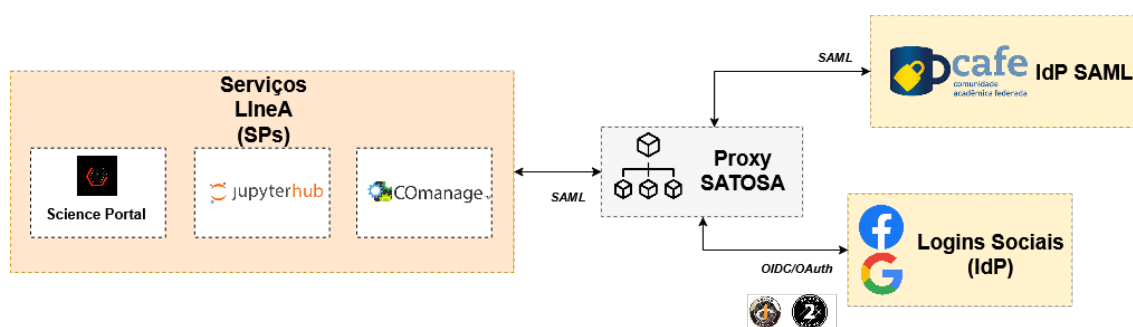 Serviços
LIneA
(SPs)
Science Portal
jupyterhub
COmanage
SAML
Proxy
SATOSA
SAML
cafe
comunidade
acadêmica federada
IdP SAML
OIDC/OAuth
Logins Sociais
(IdP)